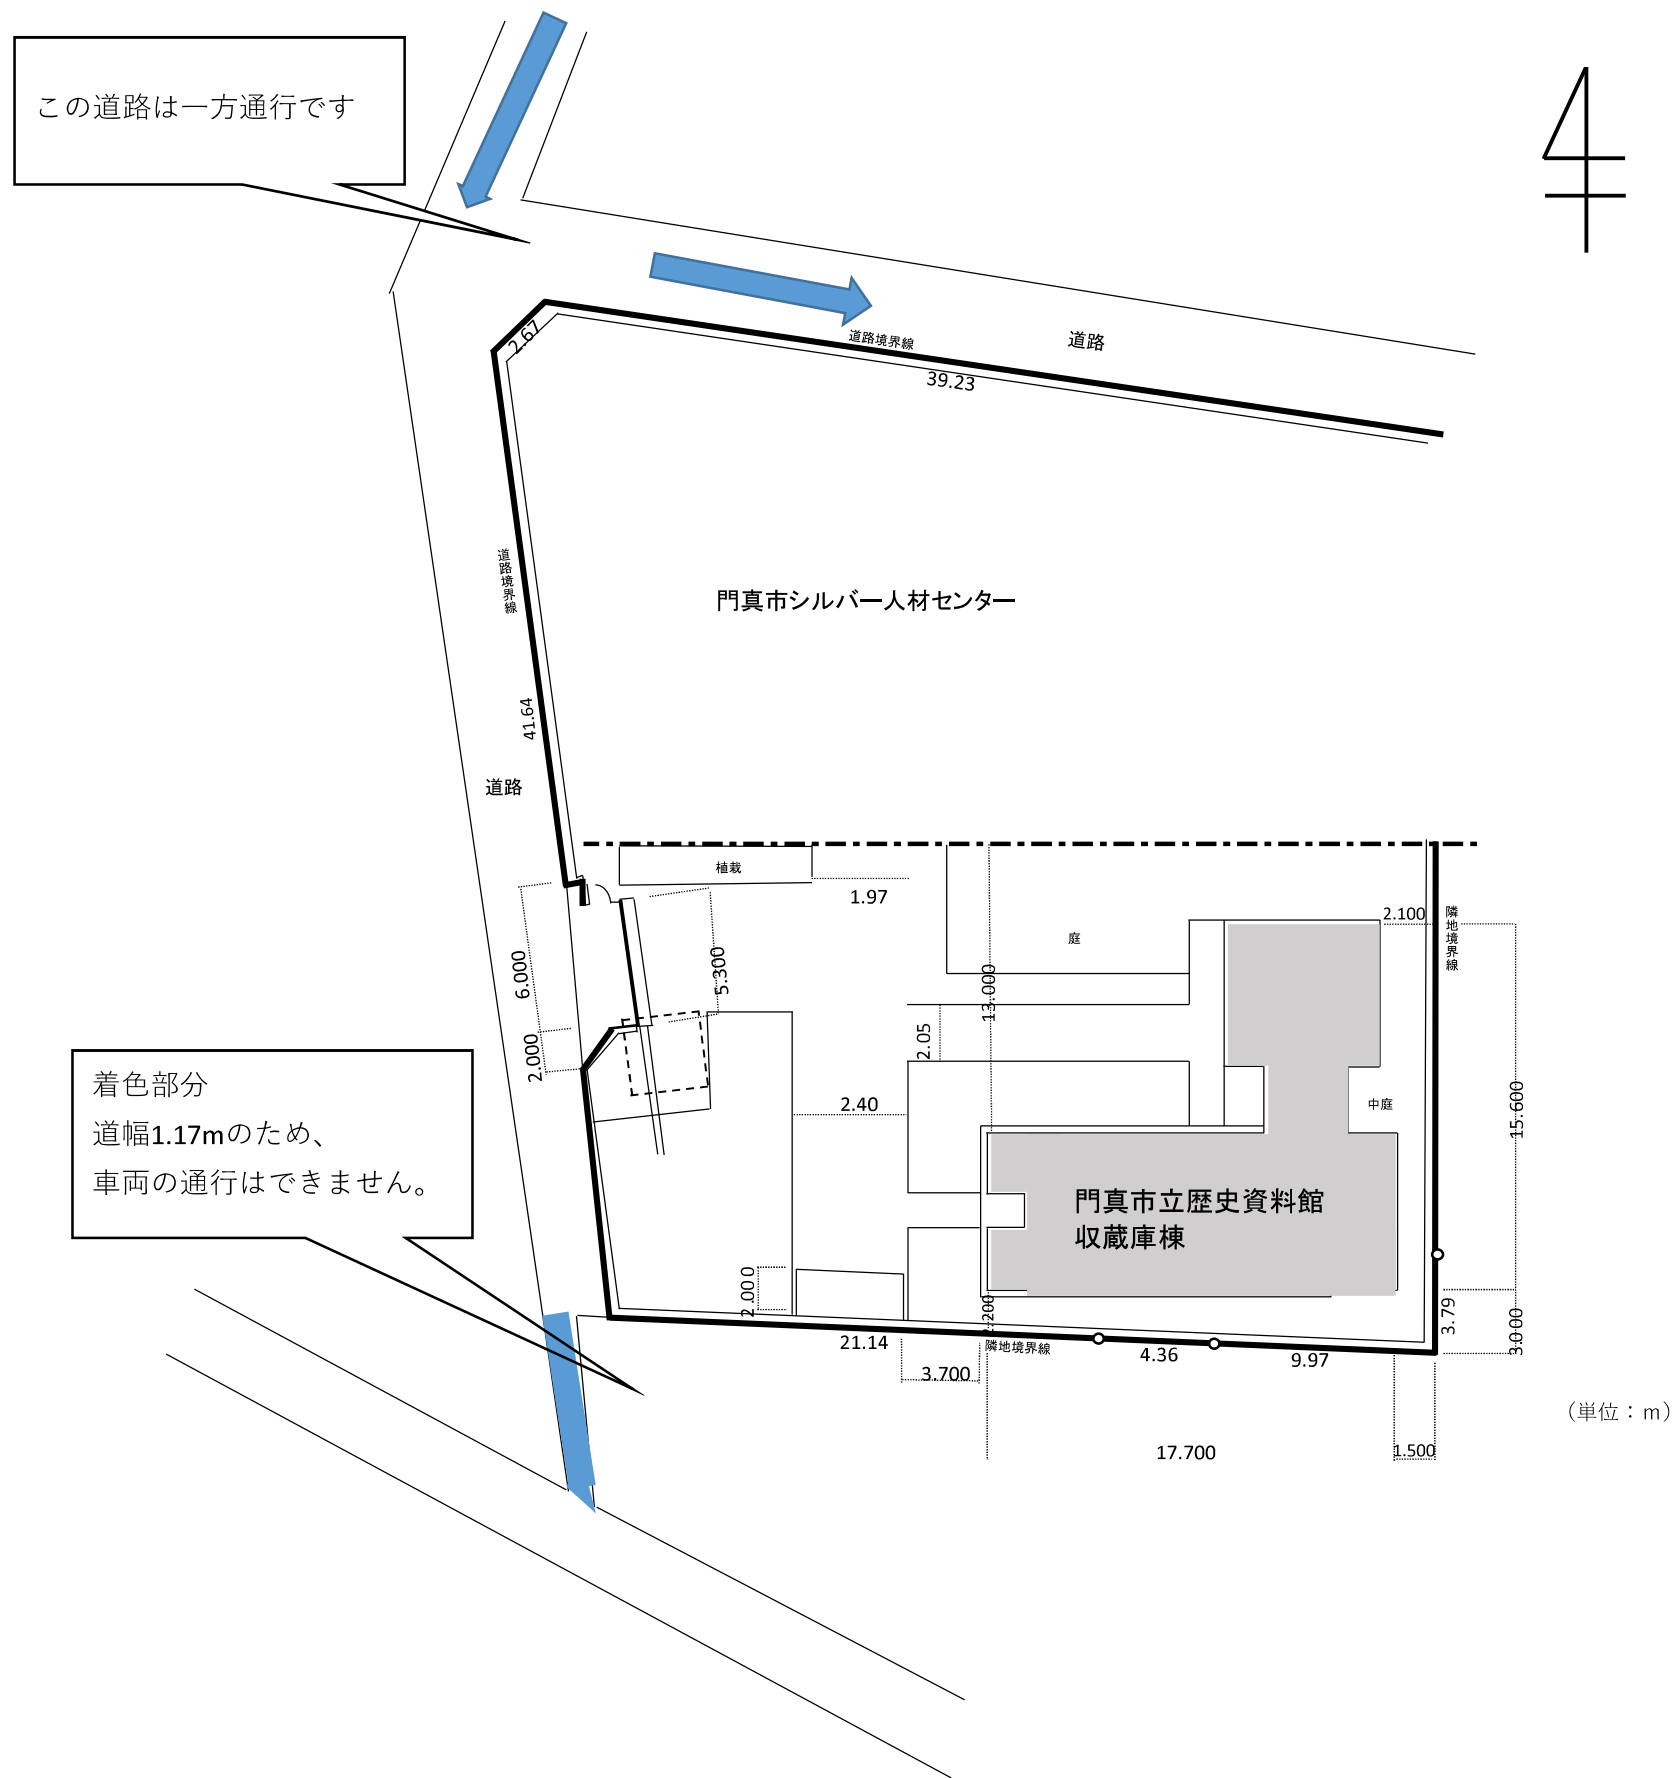 この道路は一方通行です
2.67
道路境界線
道路
39.23
道路境界線
門真市シルバー人材センター
41.64
道路
植栽
1.97
2.100
隣地境界線
庭
6.000
5.300
13.000
2.05
2.000
着色部分
道幅1.17mのため、
車両の通行はできません。
2.40
中庭
15.600
門真市立歴史資料館
収蔵庫棟
2.000
3.79
3.000
21.14
隣地境界線
4.36
9.97
3.700
(単位：m)
17.700
1.500